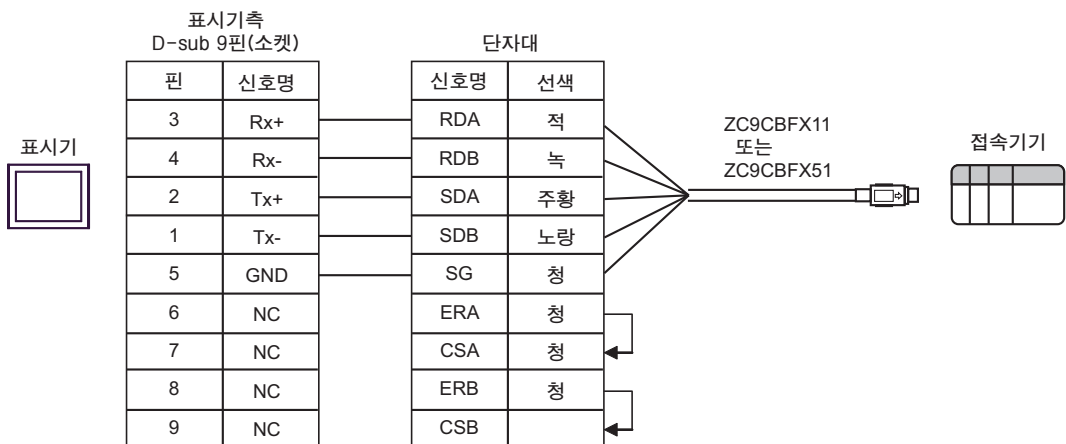 표시기측
D-sub 9핀(소켓)
단자대
핀 신호명 신호명 선색
3 Rx+ RDA 적
4 Rx- RDB 녹
2 Tx+ SDA 주황
1 Tx- SDB 노랑
5 GND SG 청
6 NC ERA 청
7 NC CSA 청
8 NC ERB 청
9 NC CSB
표시기
ZC9CBFX11
또는
ZC9CBFX51
접속기기